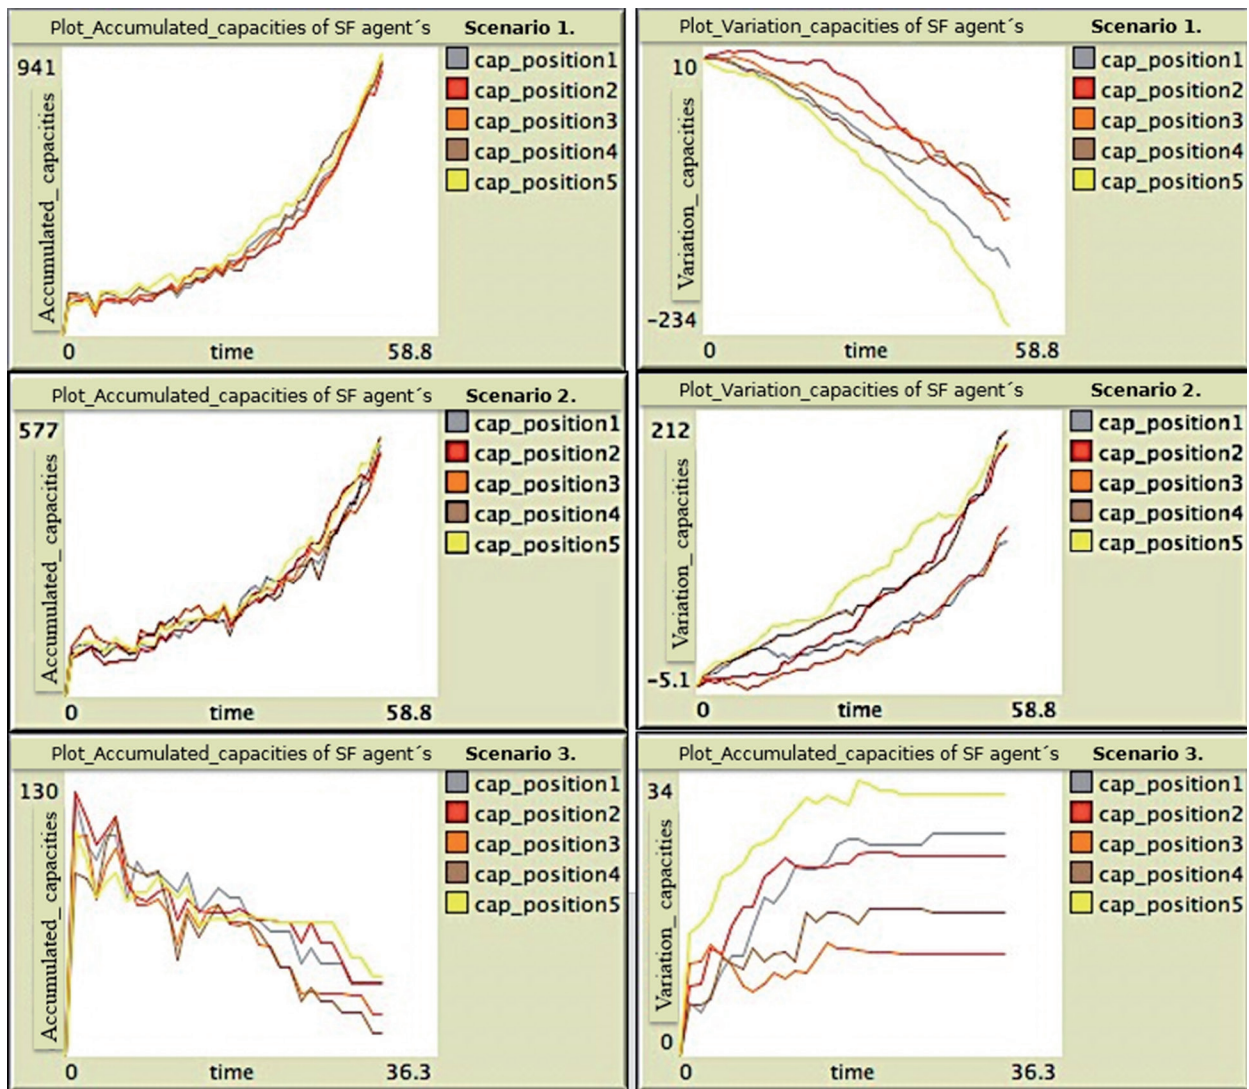 Plot_Accumulated_capacities of SF agent´s Scenario 1.
941
Accumulated_ capacities
cap_position1
cap_position2
cap_position3
cap_position4
cap_position5
0 time 58.8
Plot_Variation_capacities of SF agent´s Scenario 1.
10
Variation_ capacities
-234
cap_position1
cap_position2
cap_position3
cap_position4
cap_position5
0 time 58.8
Plot_Accumulated_capacities of SF agent´s Scenario 2.
577
Accumulated_ capacities
cap_position1
cap_position2
cap_position3
cap_position4
cap_position5
0 time 58.8
Plot_Variation_capacities of SF agent´s Scenario 2.
212
Variation_ capacities
-5.1
cap_position1
cap_position2
cap_position3
cap_position4
cap_position5
0 time 58.8
Plot_Accumulated_capacities of SF agent´s Scenario 3.
130
Accumulated_ capacities
cap_position1
cap_position2
cap_position3
cap_position4
cap_position5
0 time 36.3
Plot_Accumulated_capacities of SF agent´s Scenario 3.
34
Variation_ capacities
0
cap_position1
cap_position2
cap_position3
cap_position4
cap_position5
0 time 36.3